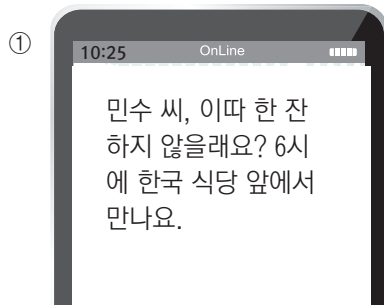 ①
10:25 OnLine
민수 씨, 이따 한 잔
하지 않을래요? 6시
에 한국 식당 앞에서
만나요.